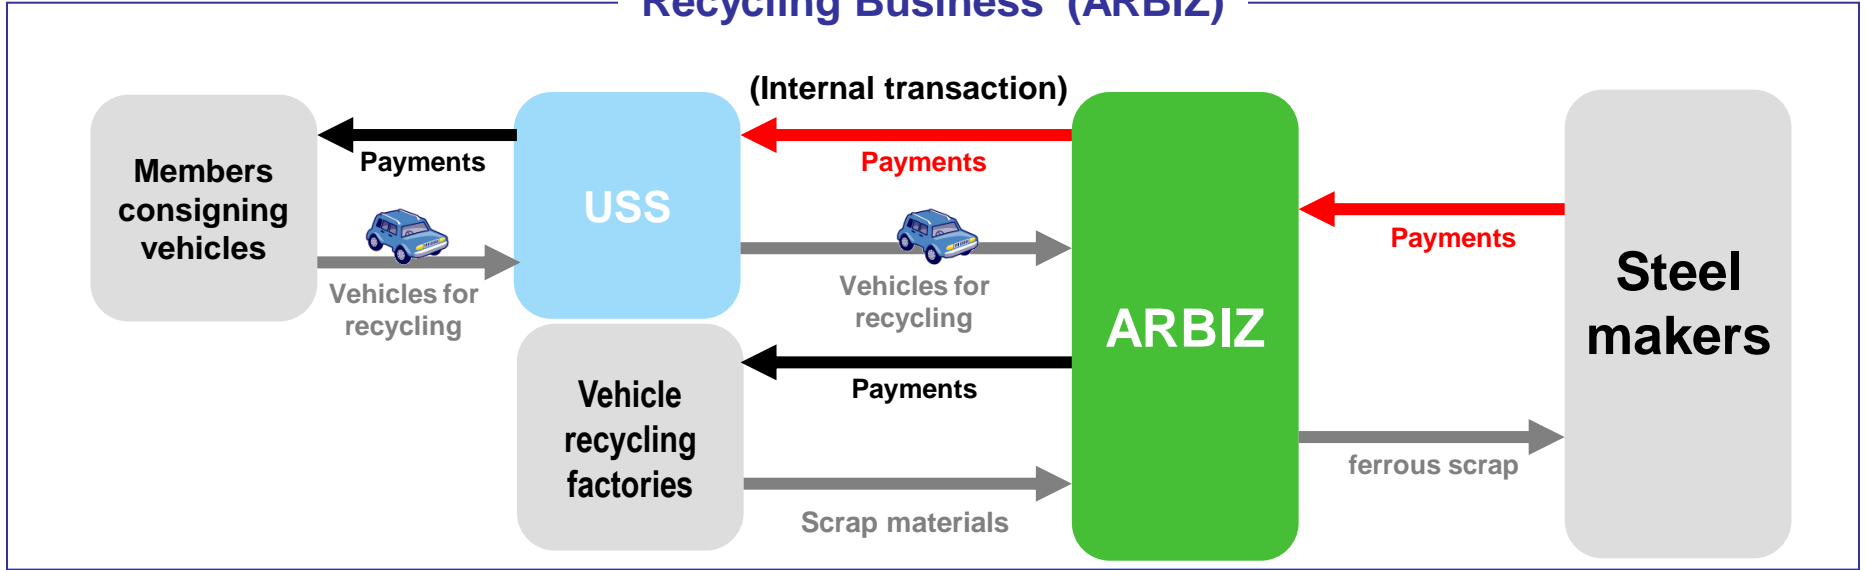 Recycling Business (ARBIZ)
(Internal transaction)
Members
consigning
vehicles
Payments
Vehicles for
recycling
USS
Payments
Vehicles for
recycling
Vehicle
recycling
factories
Payments
Scrap materials
ARBIZ
Payments
ferrous scrap
Steel
makers